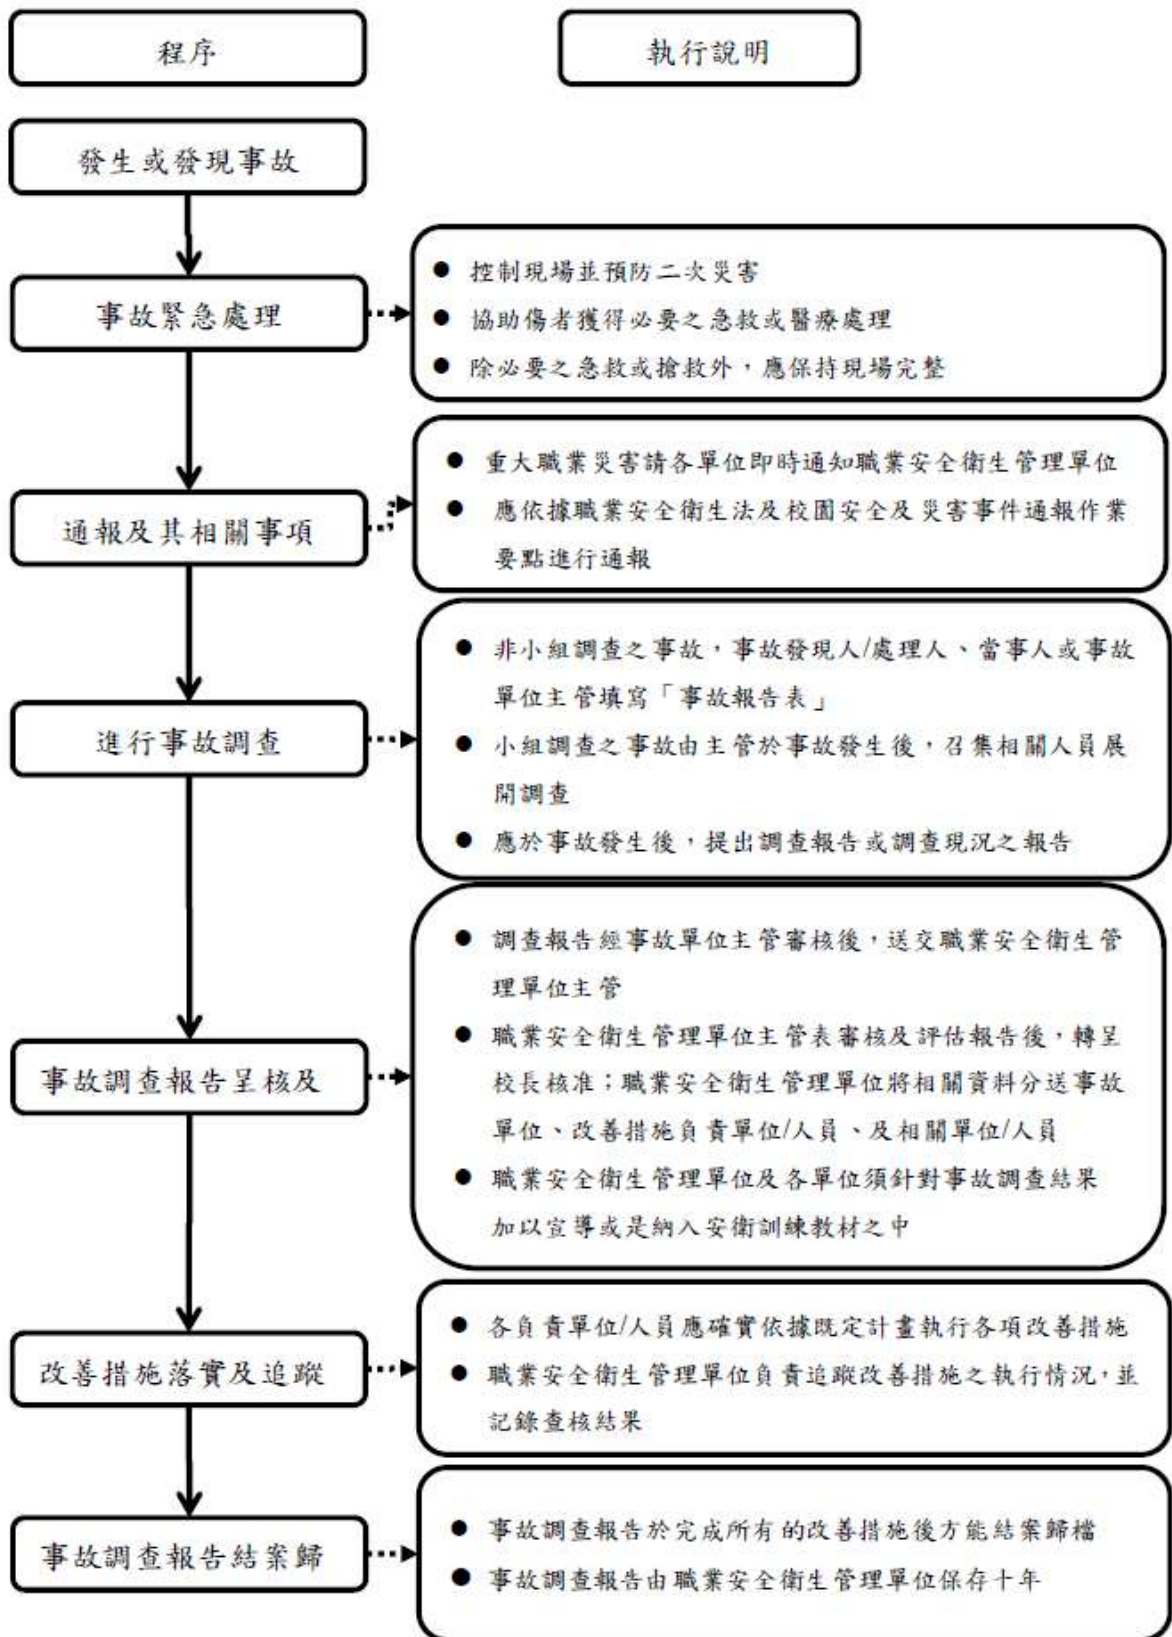 程序
執行說明
發生或發現事故
事故緊急處理
● 控制現場並預防二次災害
● 協助傷者獲得必要之急救或醫療處理
● 除必要之急救或搶救外，應保持現場完整
通報及其相關事項
● 重大職業災害請各單位即時通知職業安全衛生管理單位
● 應依據職業安全衛生法及校園安全及災害事件通報作業
要點進行通報
進行事故調查
● 非小組調查之事故，事故發現人/處理人、當事人或事故
單位主管填寫「事故報告表」
● 小組調查之事故由主管於事故發生後，召集相關人員展
開調查
● 應於事故發生後，提出調查報告或調查現況之報告
事故調查報告呈核及
● 調查報告經事故單位主管審核後，送交職業安全衛生管
理單位主管
● 職業安全衛生管理單位主管表審核及評估報告後，轉呈
校長核准；職業安全衛生管理單位將相關資料分送事故
單位、改善措施負責單位/人員、及相關單位/人員
● 職業安全衛生管理單位及各單位須針對事故調查結果
加以宣導或是納入安衛訓練教材之中
改善措施落實及追蹤
● 各負責單位/人員應確實依據既定計畫執行各項改善措施
● 職業安全衛生管理單位負責追蹤改善措施之執行情況，並
記錄查核結果
事故調查報告結案歸
● 事故調查報告於完成所有的改善措施後方能結案歸檔
● 事故調查報告由職業安全衛生管理單位保存十年